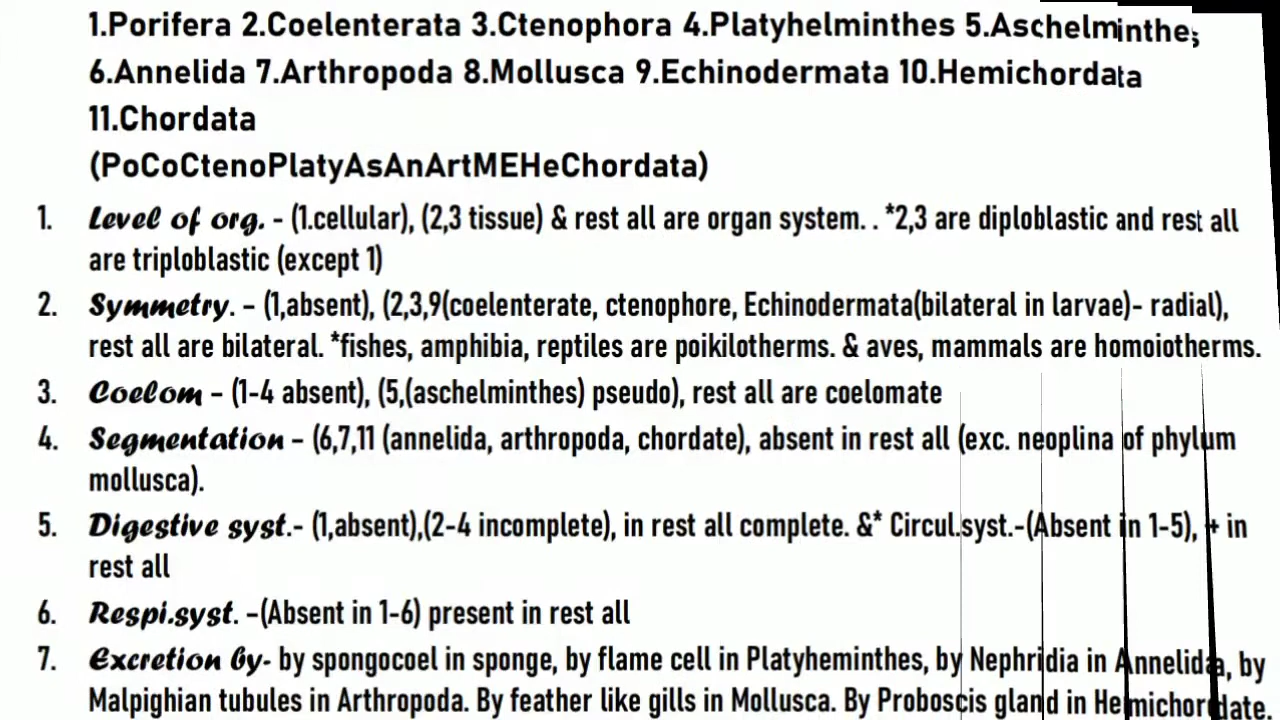 1.Porifera 2.Coelenterata 3.Ctenophora 4.Platyhelminthes 5.Aschelminthes
6.Annelida 7.Arthropoda 8.Mollusca 9.Echinodermata 10.Hemichordata
11.Chordata
(PoCoCtenoPlatyAsAnArtMEHeChordata)
1. Level of org. - (1.cellular), (2,3 tissue) & rest all are organ system. . *2,3 are diploblastic and rest all
are triploblastic (except 1)
2. Symmetry. - (1,absent), (2,3,9(coelenterate, ctenophore, Echinodermata(bilateral in larvae)- radial),
rest all are bilateral. *fishes, amphibia, reptiles are poikilotherms. & aves, mammals are homoiotherms.
3. Coelom - (1-4 absent), (5,(aschelminthes) pseudo), rest all are coelomate
4. Segmentation - (6,7,11 (annelida, arthropoda, chordate), absent in rest all (exc. neoplina of phylum
mollusca).
5. Digestive syst.- (1,absent),(2-4 incomplete), in rest all complete. &* Circul.syst.-(Absent in 1-5), + in
rest all
6. Respi.syst. -(Absent in 1-6) present in rest all
7. Excretion by- by spongocoel in sponge, by flame cell in Platyheminthes, by Nephridia in Annelida, by
Malpighian tubules in Arthropoda. By feather like gills in Mollusca. By Proboscis gland in Hemichordate.